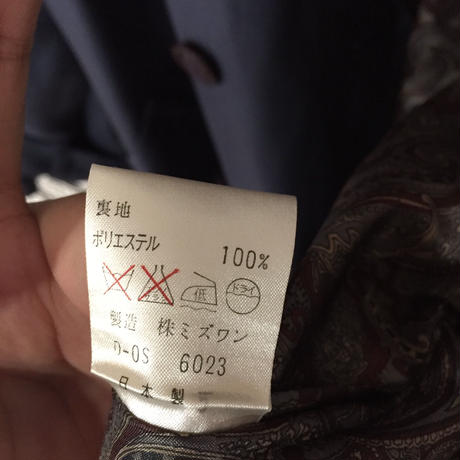 裏地
ポリエステル 100%
低 ドライ
製造 株ミズワン
D-0S 6023
日本製